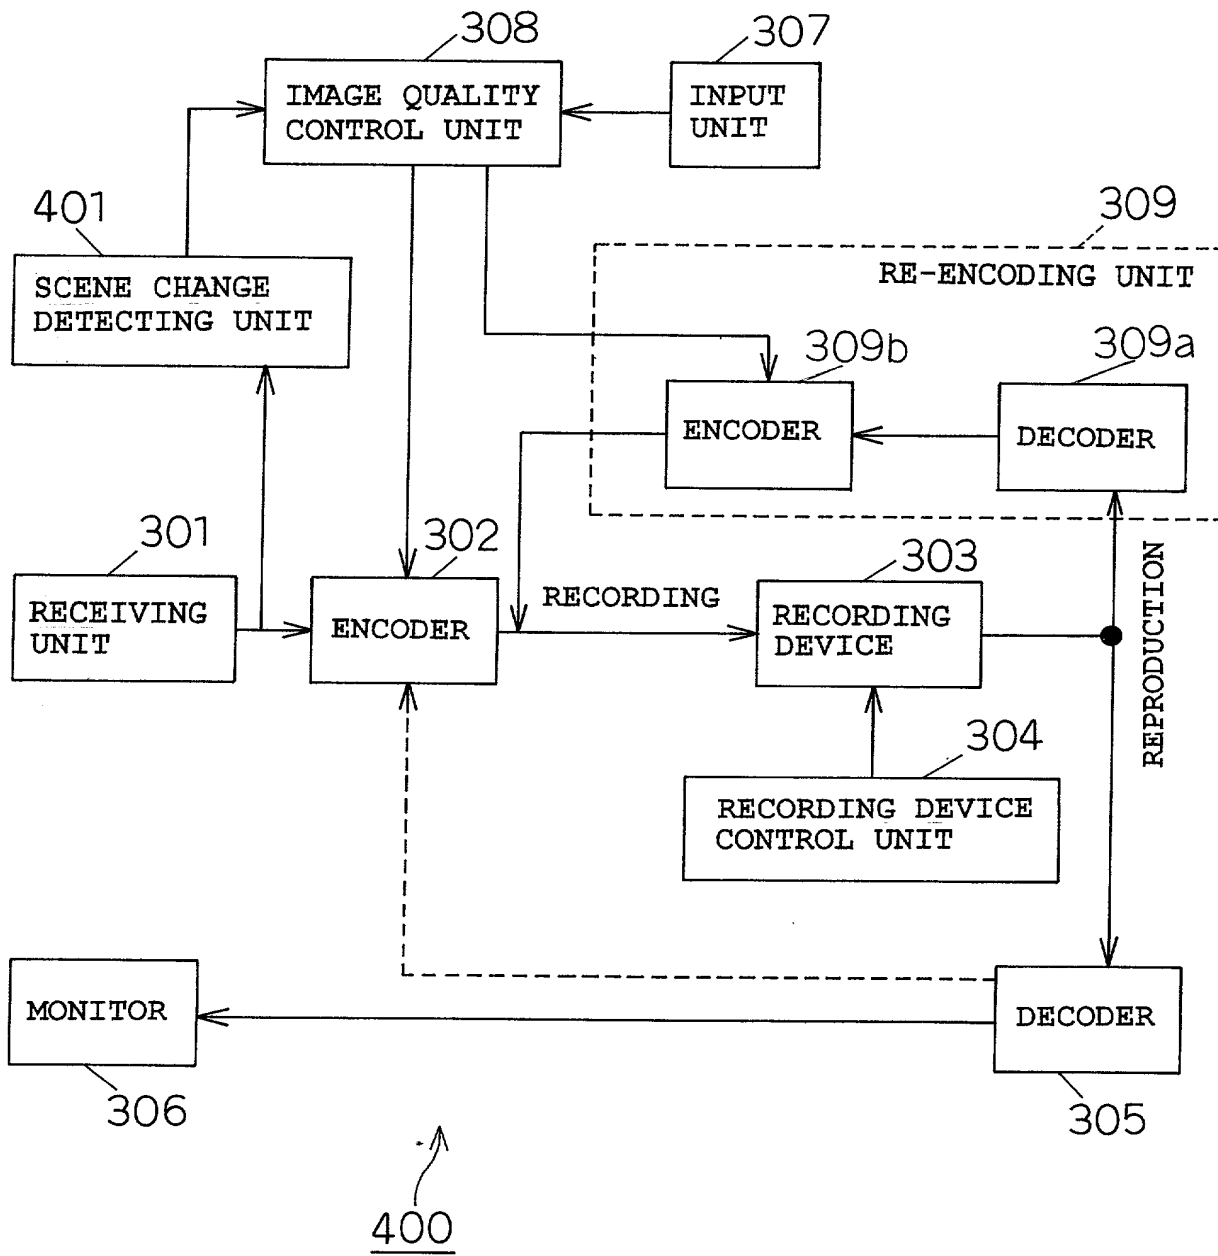 308
307
IMAGE QUALITY
CONTROL UNIT
INPUT
UNIT
401
309
SCENE CHANGE
DETECTING UNIT
RE-ENCODING UNIT
309b
309a
ENCODER
DECODER
301
302
303
RECEIVING
UNIT
ENCODER
RECORDING
RECORDING
DEVICE
REPRODUCTION
304
RECORDING DEVICE
CONTROL UNIT
MONITOR
DECODER
306
305
400